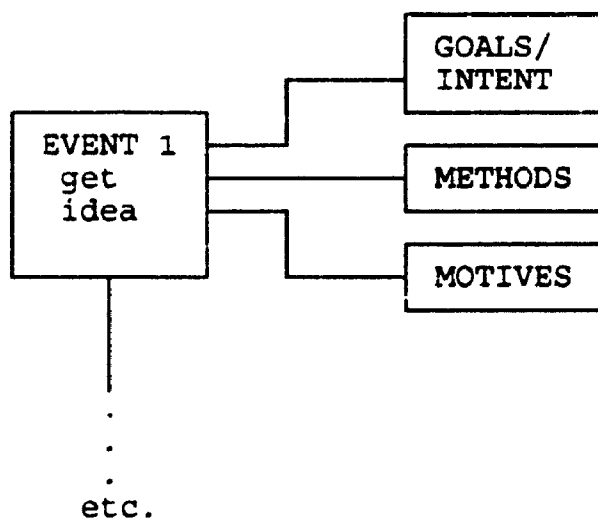 GOALS/
INTENT
EVENT 1
get
idea
METHODS
MOTIVES
.
.
.
etc.